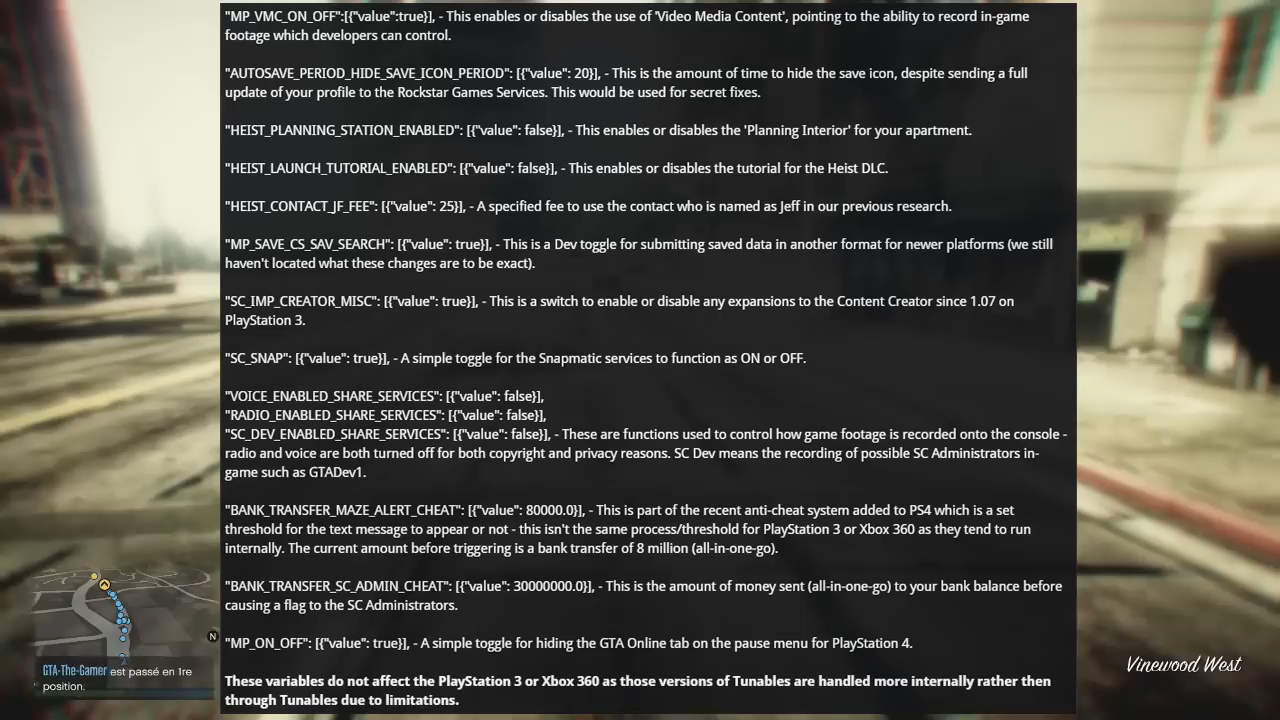 "MP_VMC_ON_OFF":[{"value":true}], - This enables or disables the use of 'Video Media Content', pointing to the ability to record in-game
footage which developers can control.
"AUTOSAVE_PERIOD_HIDE_SAVE_ICON_PERIOD": [{"value": 20}], - This is the amount of time to hide the save icon, despite sending a full
update of your profile to the Rockstar Games Services. This would be used for secret fixes.
"HEIST_PLANNING_STATION_ENABLED": [{"value": false}], - This enables or disables the 'Planning Interior' for your apartment.
"HEIST_LAUNCH_TUTORIAL_ENABLED": [{"value": false}], - This enables or disables the tutorial for the Heist DLC.
"HEIST_CONTACT_JF_FEE": [{"value": 25}], - A specified fee to use the contact who is named as Jeff in our previous research.
"MP_SAVE_CS_SAV_SEARCH": [{"value": true}], - This is a Dev toggle for submitting saved data in another format for newer platforms (we still
haven't located what these changes are to be exact).
"SC_IMP_CREATOR_MISC": [{"value": true}], - This is a switch to enable or disable any expansions to the Content Creator since 1.07 on
PlayStation 3.
"SC_SNAP": [{"value": true}], - A simple toggle for the Snapmatic services to function as ON or OFF.
"VOICE_ENABLED_SHARE_SERVICES": [{"value": false}],
"RADIO_ENABLED_SHARE_SERVICES": [{"value": false}],
"SC_DEV_ENABLED_SHARE_SERVICES": [{"value": false}], - These are functions used to control how game footage is recorded onto the console -
radio and voice are both turned off for both copyright and privacy reasons. SC Dev means the recording of possible SC Administrators in-
game such as GTADev1.
"BANK_TRANSFER_MAZE_ALERT_CHEAT": [{"value": 80000.0}], - This is part of the recent anti-cheat system added to PS4 which is a set
threshold for the text message to appear or not - this isn't the same process/threshold for PlayStation 3 or Xbox 360 as they tend to run
internally. The current amount before triggering is a bank transfer of 8 million (all-in-one-go).
"BANK_TRANSFER_SC_ADMIN_CHEAT": [{"value": 30000000.0}], - This is the amount of money sent (all-in-one-go) to your bank balance before
causing a flag to the SC Administrators.
"MP_ON_OFF": [{"value": true}], - A simple toggle for hiding the GTA Online tab on the pause menu for PlayStation 4.
These variables do not affect the PlayStation 3 or Xbox 360 as those versions of Tunables are handled more internally rather then
through Tunables due to limitations.
N
GTA-The-Gamer est passé en 1re
position.
Vinewood West